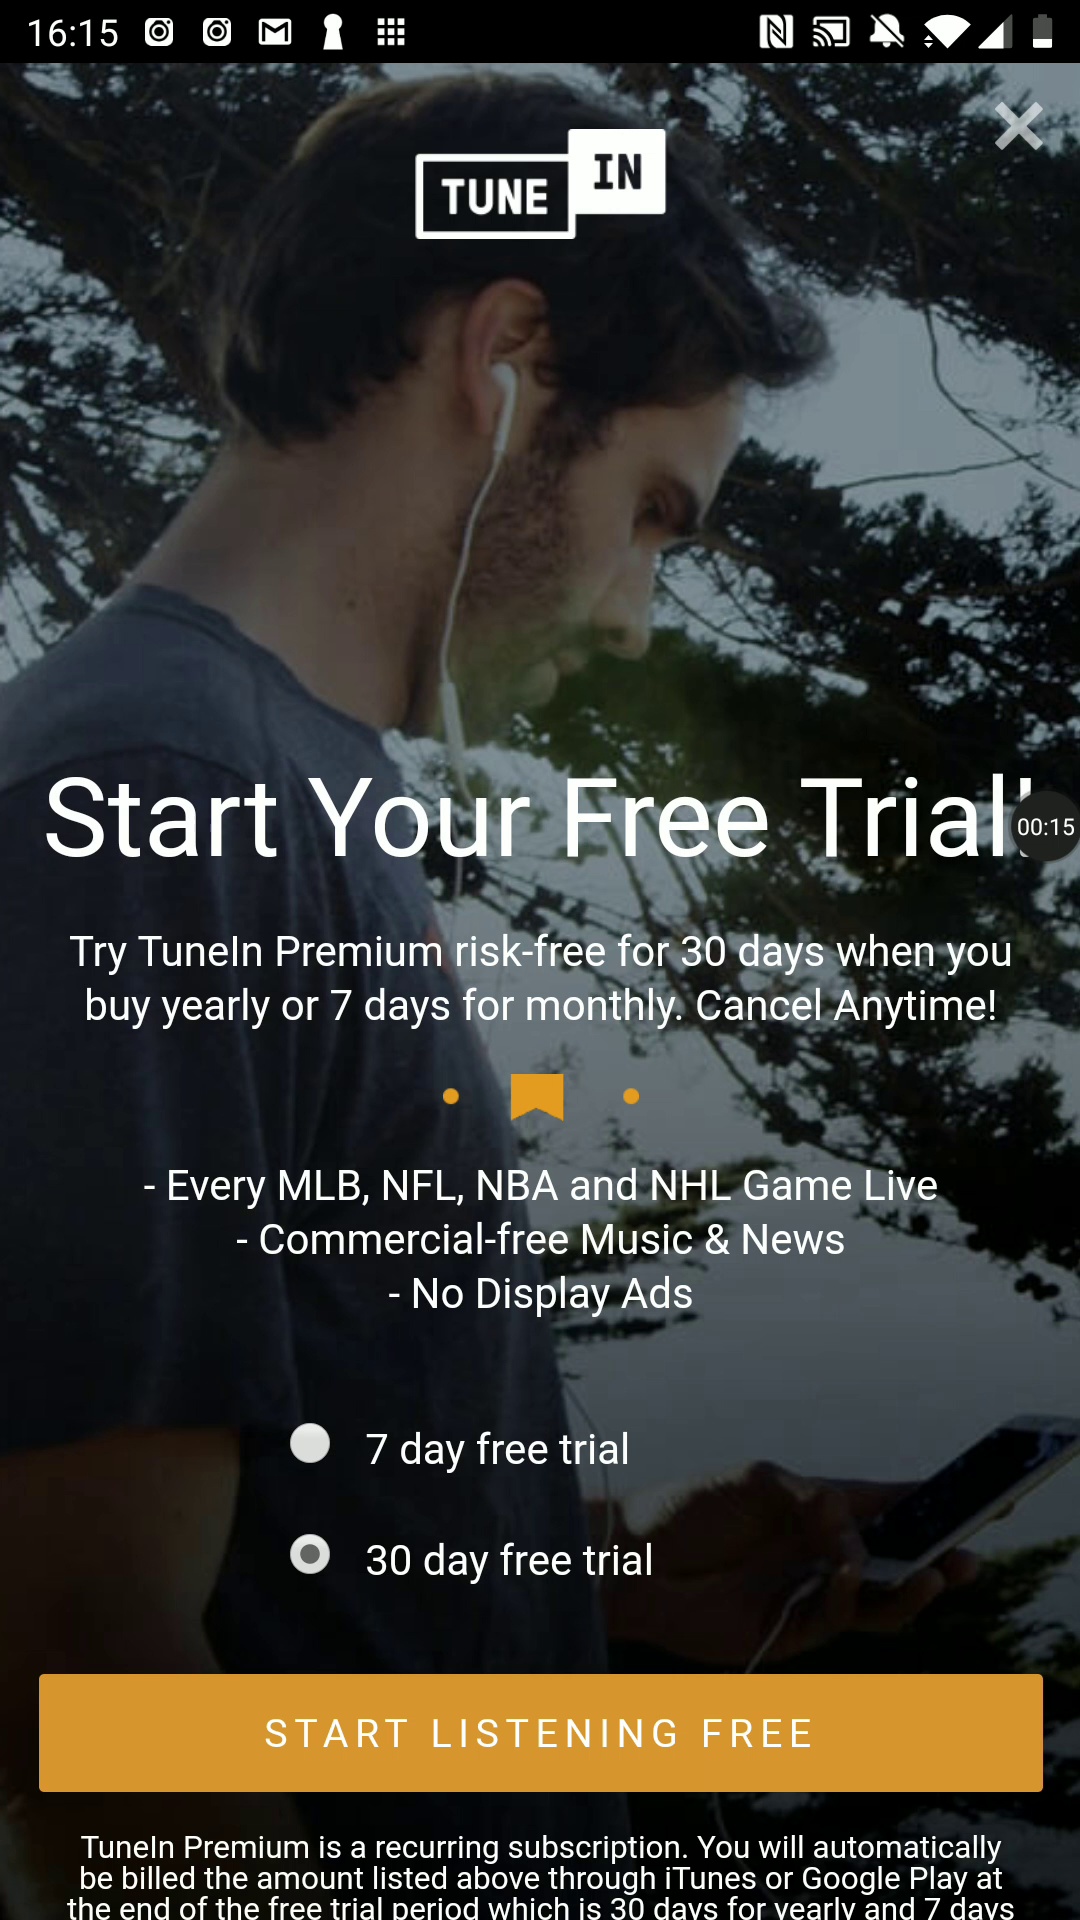 16:15
TUNE IN
Start Your Free Trial!
00:15
Try TuneIn Premium risk-free for 30 days when you
buy yearly or 7 days for monthly. Cancel Anytime!
- Every MLB, NFL, NBA and NHL Game Live
- Commercial-free Music & News
- No Display Ads
7 day free trial
30 day free trial
START LISTENING FREE
TuneIn Premium is a recurring subscription. You will automatically
be billed the amount listed above through iTunes or Google Play at
the end of the free trial period which is 30 days for yearly and 7 days